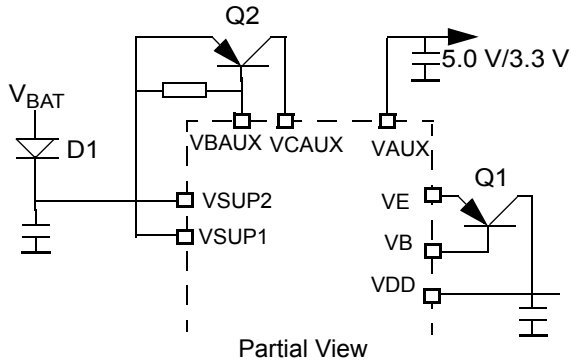 Q2
5.0 V/3.3 V
VBAT
D1
VBAUX
VCAUX
VAUX
Q1
VSUP2
VE
VSUP1
VB
VDD
Partial View